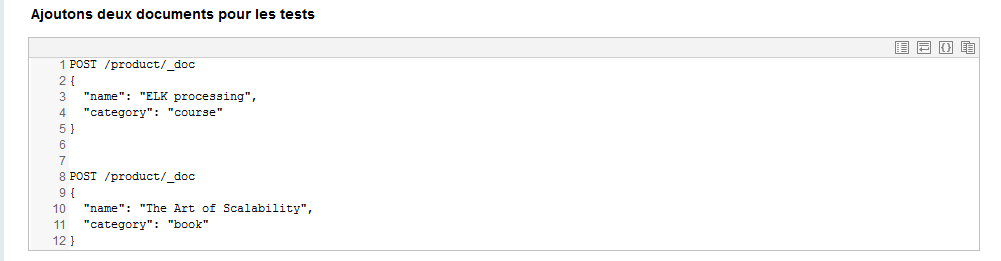 Ajoutons deux documents pour les tests
1 POST /product/_doc
2 {
3   "name": "ELK processing",
4   "category": "course"
5 }
6
7
8 POST /product/_doc
9 {
10   "name": "The Art of Scalability",
11   "category": "book"
12 }